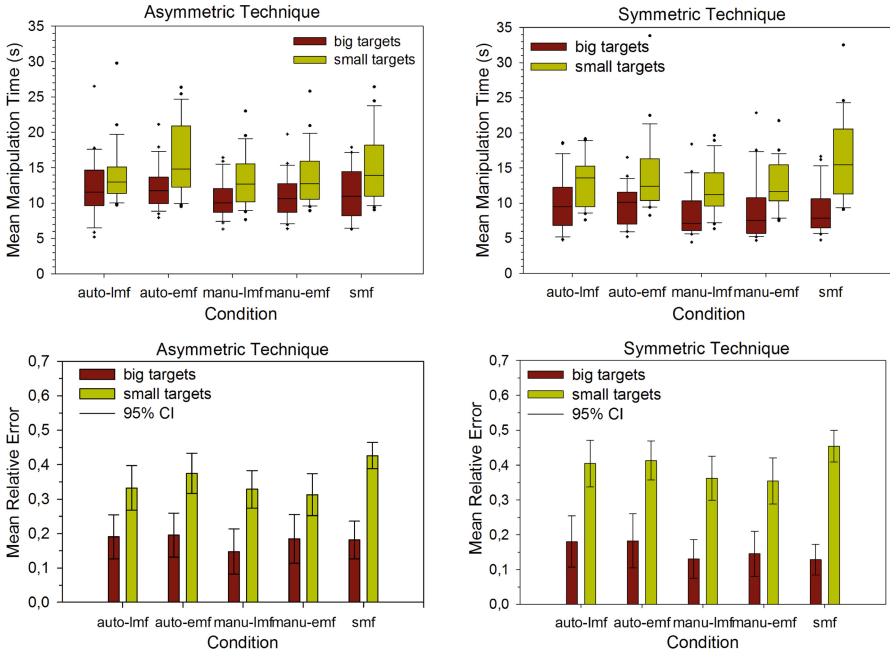 Asymmetric Technique
Mean Manipulation Time (s)
35
30
25
20
15
10
5
0
big targets
small targets
auto-lmf auto-emf manu-lmf manu-emf smf
Condition
Symmetric Technique
Mean Manipulation Time (s)
35
30
25
20
15
10
5
0
big targets
small targets
auto-lmf auto-emf manu-lmf manu-emf smf
Condition
Asymmetric Technique
Mean Relative Error
0,7
0,6
0,5
0,4
0,3
0,2
0,1
0,0
big targets
small targets
95% CI
auto-lmf auto-emf manu-lmf manu-emf smf
Condition
Symmetric Technique
Mean Relative Error
0,7
0,6
0,5
0,4
0,3
0,2
0,1
0,0
big targets
small targets
95% CI
auto-lmf auto-emf manu-lmf manu-emf smf
Condition